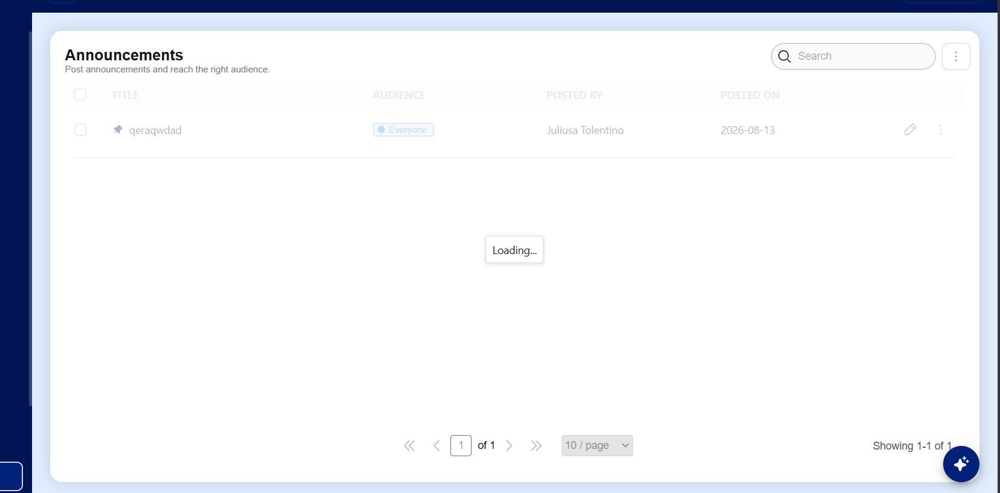 Announcements
Post announcements and reach the right audience.
Search
TITLE AUDIENCE POSTED BY POSTED ON
qeraqwdad Everyone Juliusa Tolentino 2026-08-13
Loading...
1 of 1 10 / page Showing 1-1 of 1